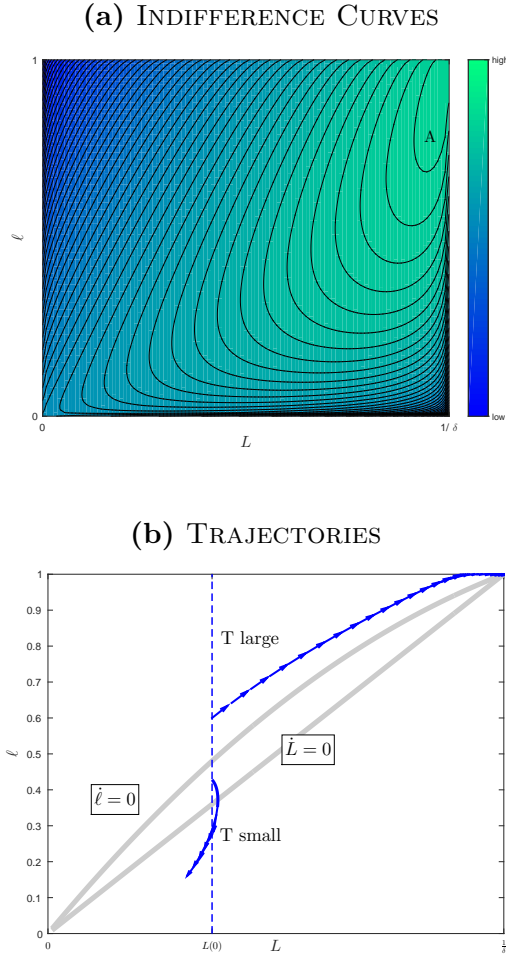 (a) Indifference Curves
1
high
A
ℓ
0
low
0
1/ δ
L
(b) Trajectories
1
0.9
0.8
T large
0.7
0.6
ℓ
0.5
L̇ = 0
0.4
ℓ̇ = 0
0.3
T small
0.2
0.1
0
0
L(0)
L
1/δ